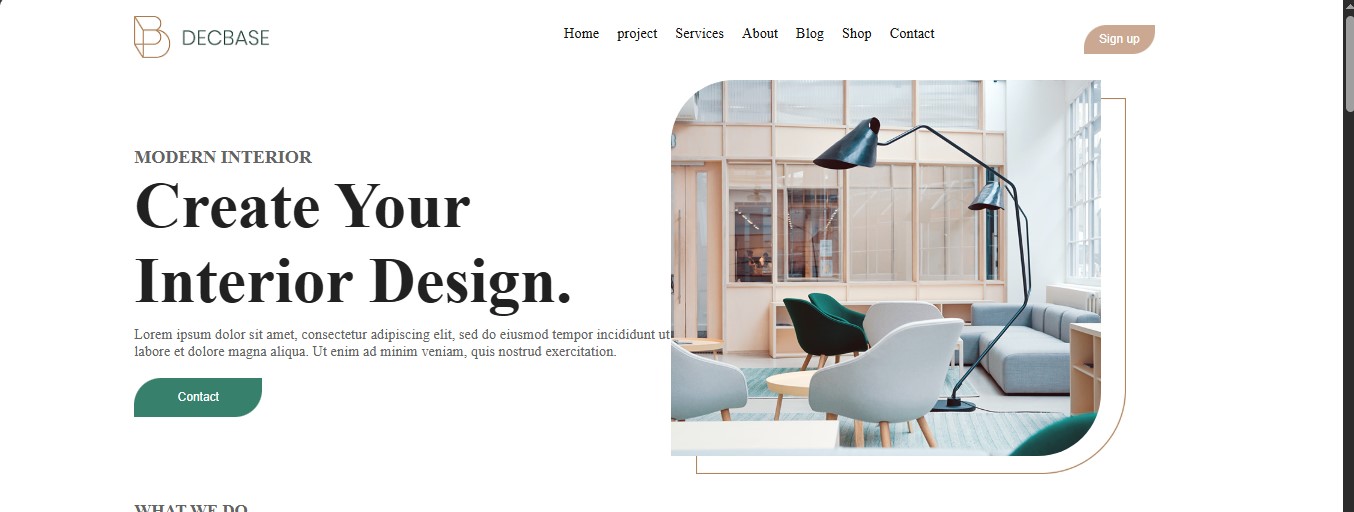 DECBASE
Home project Services About Blog Shop Contact
Sign up
MODERN INTERIOR
Create Your
Interior Design.
Lorem ipsum dolor sit amet, consectetur adipiscing elit, sed do eiusmod tempor incididunt ut
labore et dolore magna aliqua. Ut enim ad minim veniam, quis nostrud exercitation.
Contact
WHAT WE DO